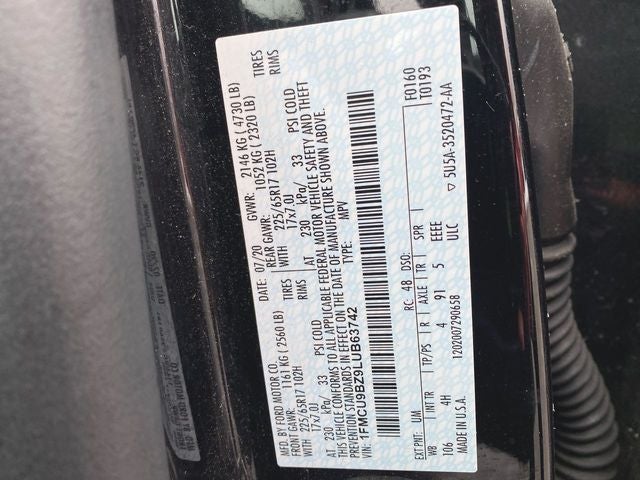 MFD. BY FORD MOTOR CO. DATE: 07/20 GVWR: 2146 KG ( 4730 LB)
FRONT GAWR: 1161 KG ( 2560 LB) REAR GAWR: 1052 KG ( 2320 LB)
WITH 225/65R17 102H TIRES WITH 225/65R17 102H TIRES
17x7.0J RIMS 17x7.0J RIMS
AT 230 kPa/ 33 PSI COLD AT 230 kPa/ 33 PSI COLD
THIS VEHICLE CONFORMS TO ALL APPLICABLE FEDERAL MOTOR VEHICLE SAFETY AND THEFT
PREVENTION STANDARDS IN EFFECT ON THE DATE OF MANUFACTURE SHOWN ABOVE.
VIN: 1FMCU9BZ9LUB63742 TYPE: MPV
F0160
T0193
EXT PNT: UM RC: 48 DSO:
WB INT TR TP/PS R AXLE TR SPR
106 4H 4 91 5 EEEE
MADE IN U.S.A. 1202007290658 ULC ▽ 5U5A-3520472-AA